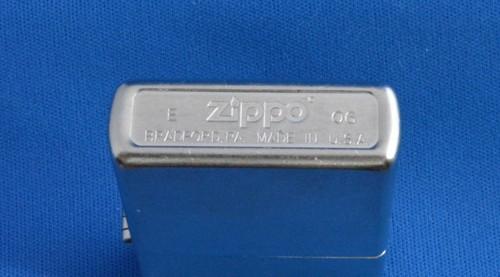 E zippo 06
BRADFORD, PA. MADE IN U.S.A.